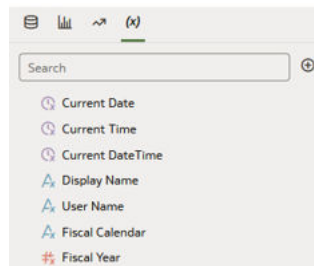 (x)
Search
Current Date
Current Time
Current DateTime
Display Name
User Name
Fiscal Calendar
Fiscal Year